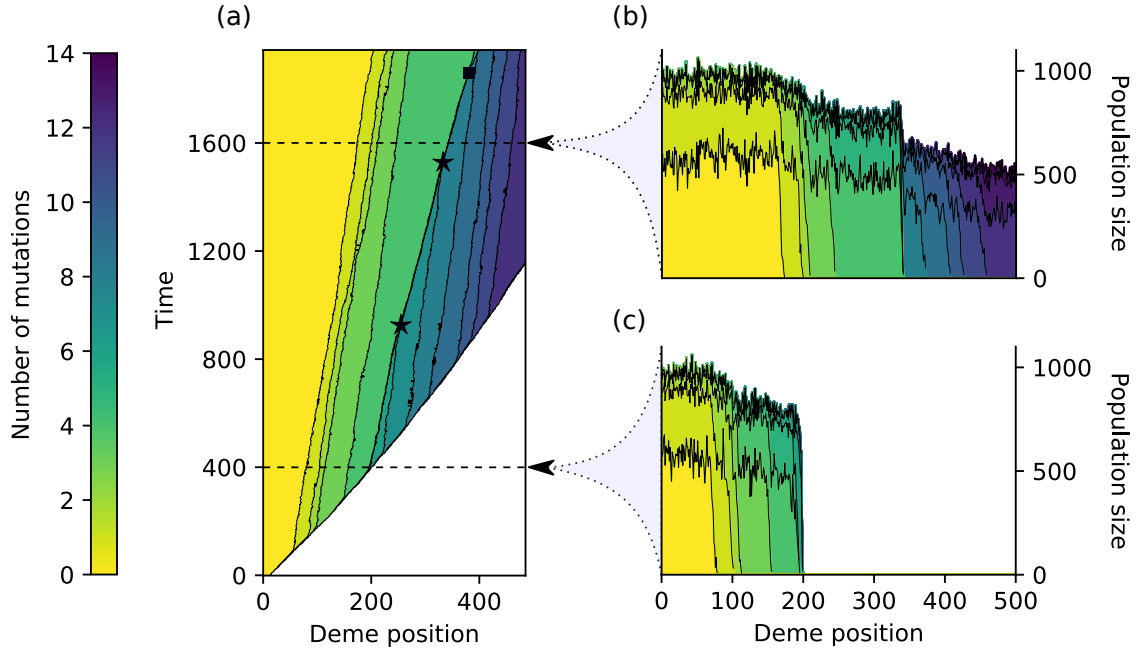 (a)
(b)
14
12
10
8
6
4
2
0
Number of mutations
1600
1200
800
400
0
Time
0 200 400
Deme position
1000
500
0
Population size
(c)
1000
500
0
Population size
0 100 200 300 400 500
Deme position